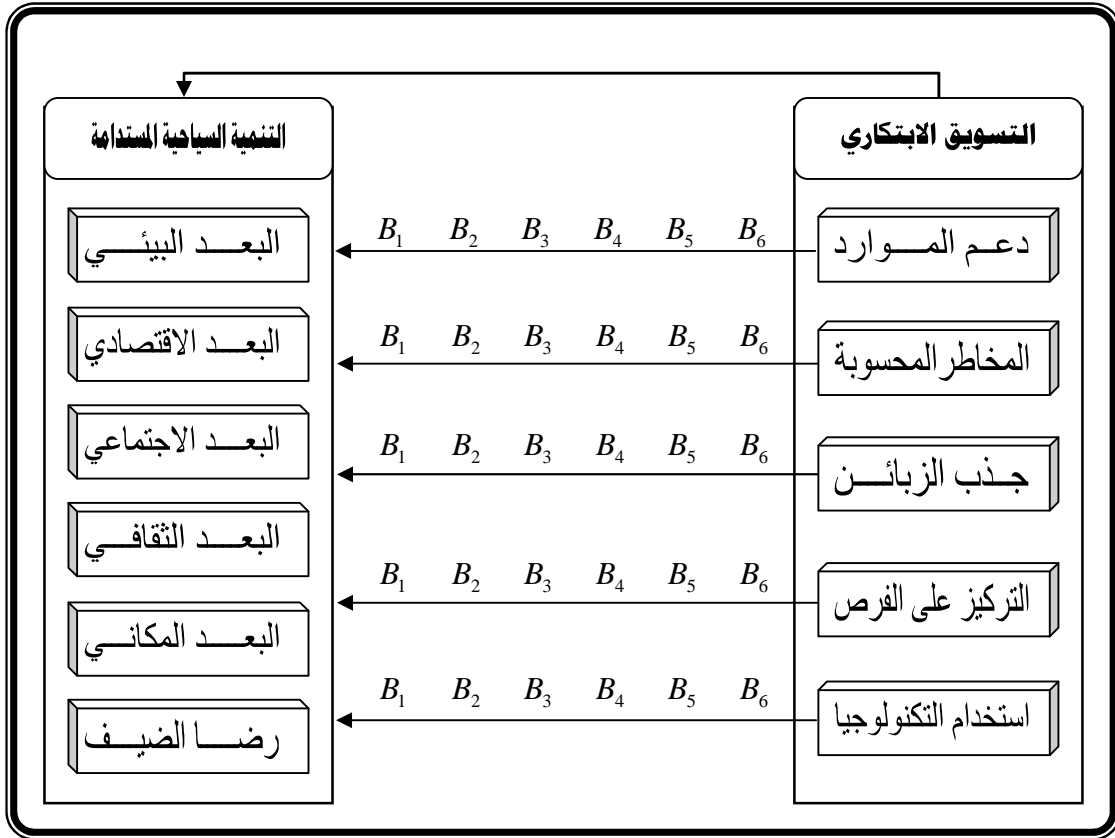 التسويق الابتكاري
التنمية السياحية المستدامة
دعم الموارد
B1 B2 B3 B4 B5 B6
البعد البيئي
المخاطر المحسوبة
B1 B2 B3 B4 B5 B6
البعد الاقتصادي
جذب الزبائن
B1 B2 B3 B4 B5 B6
البعد الاجتماعي
البعد الثقافي
التركيز على الفرص
B1 B2 B3 B4 B5 B6
البعد المكاني
استخدام التكنولوجيا
B1 B2 B3 B4 B5 B6
رضا الضيف